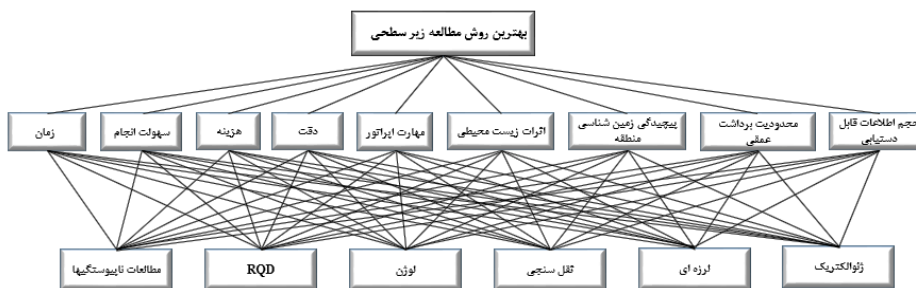 بهترین روش مطالعه زیر سطحی
حجم اطلاعات قابل
دستیابی
محدودیت برداشت
عمقی
پیچیدگی زمین شناسی
منطقه
اثرات زیست محیطی
مهارت اپراتور
دقت
هزینه
سهولت انجام
زمان
ژئوالکتریک
لرزه ای
ثقل سنجی
لوژن
RQD
مطالعات ناپیوستگیها